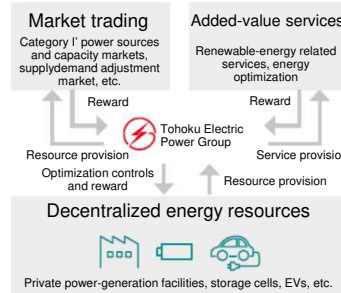 Market trading
Category I' power sources
and capacity markets,
supplydemand adjustment
market, etc.
Added-value services
Renewable-energy related
services, energy
optimization
Reward
Reward
Tohoku Electric
Power Group
Resource provision
Service provisio
Optimization controls
and reward
Resource provision
Decentralized energy resources
Private power-generation facilities, storage cells, EVs, etc.